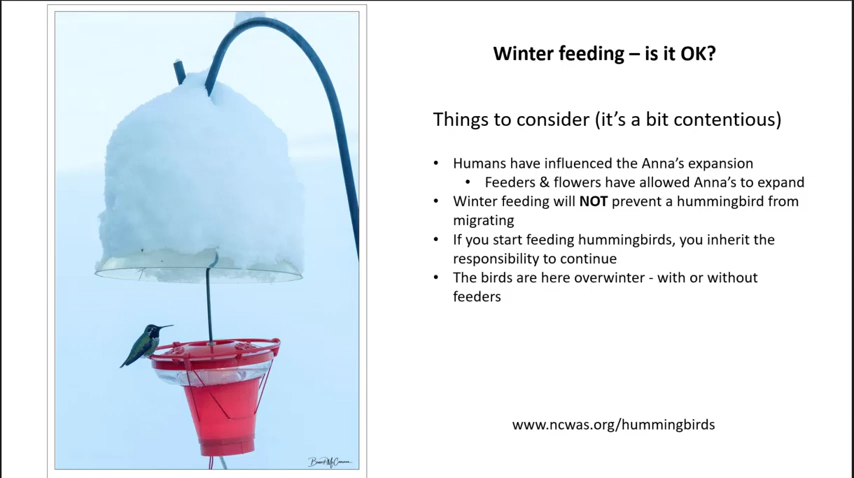 Winter feeding – is it OK?
Things to consider (it's a bit contentious)
• Humans have influenced the Anna's expansion
• Feeders & flowers have allowed Anna's to expand
• Winter feeding will NOT prevent a hummingbird from
migrating
• If you start feeding hummingbirds, you inherit the
responsibility to continue
• The birds are here overwinter - with or without
feeders
www.ncwas.org/hummingbirds